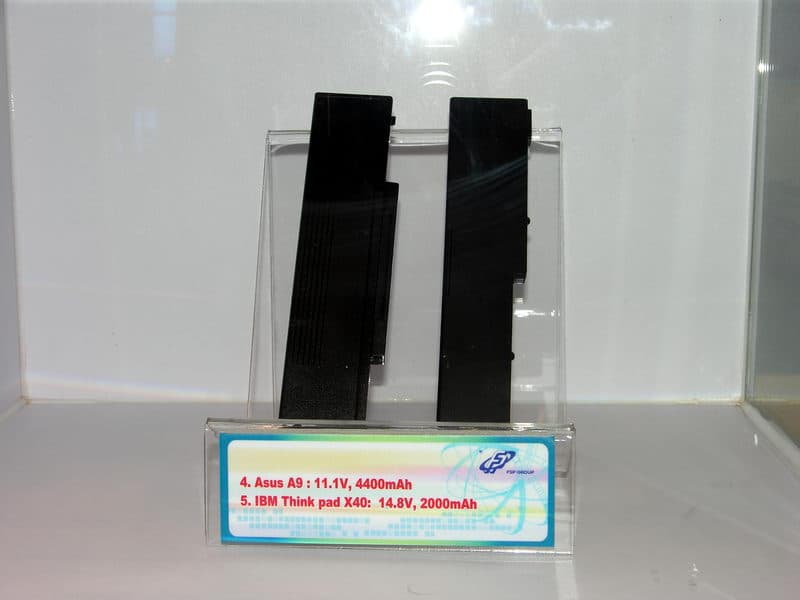 FSP GROUP
4. Asus A9 : 11.1V, 4400mAh
5. IBM Think pad X40: 14.8V, 2000mAh